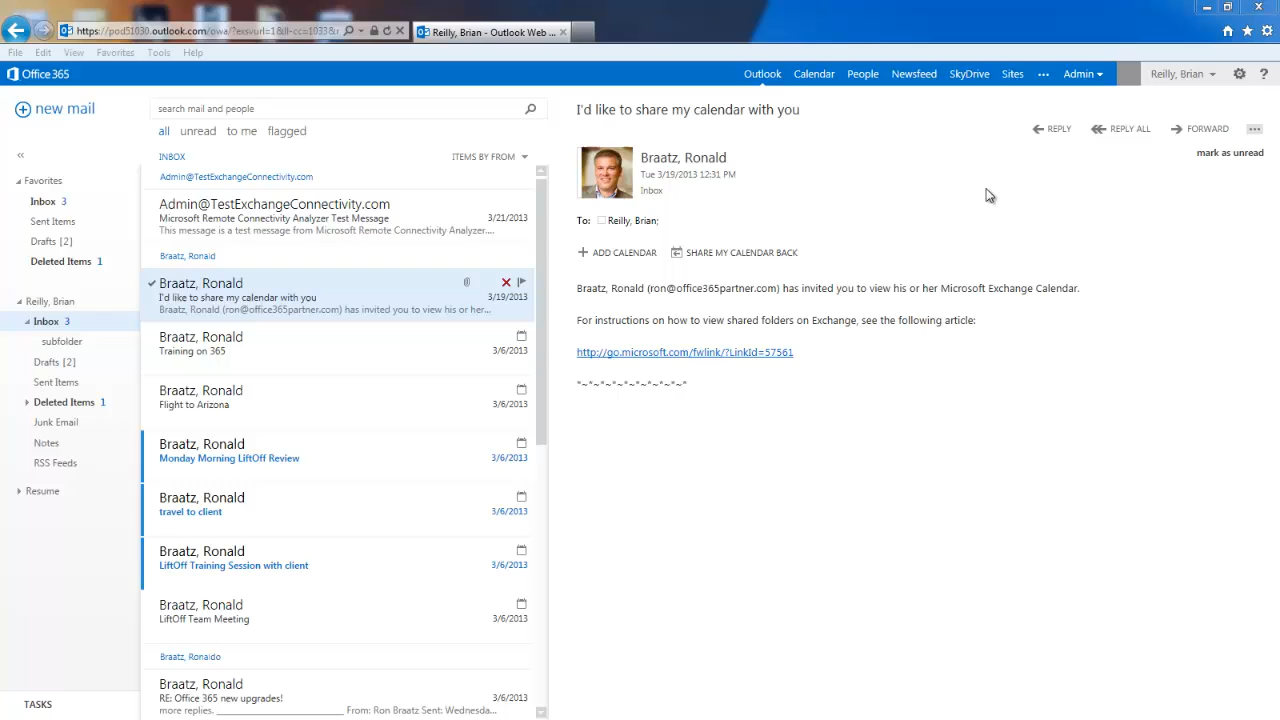 https://pod51030.outlook.com/owa/?exsvurl=1&ll-cc=1033&
Reilly, Brian - Outlook Web ...
File Edit View Favorites Tools Help
Office 365
Outlook Calendar People Newsfeed SkyDrive Sites ... Admin Reilly, Brian ?
new mail
search mail and people
all unread to me flagged
INBOX ITEMS BY FROM
Favorites
Inbox 3
Sent Items
Drafts [2]
Deleted Items 1
Reilly, Brian
Inbox 3
subfolder
Drafts [2]
Sent Items
Deleted Items 1
Junk Email
Notes
RSS Feeds
Resume
TASKS
Admin@TestExchangeConnectivity.com
Admin@TestExchangeConnectivity.com
Microsoft Remote Connectivity Analyzer Test Message 3/21/2013
This message is a test message from Microsoft Remote Connectivity Analyzer....
Braatz, Ronald
Braatz, Ronald
I'd like to share my calendar with you 3/19/2013
Braatz, Ronald (ron@office365partner.com) has invited you to view his or her...
Braatz, Ronald
Training on 365 3/6/2013
Braatz, Ronald
Flight to Arizona 3/6/2013
Braatz, Ronald
Monday Morning LiftOff Review 3/6/2013
Braatz, Ronald
travel to client 3/6/2013
Braatz, Ronald
LiftOff Training Session with client 3/6/2013
Braatz, Ronald
LiftOff Team Meeting 3/6/2013
Braatz, Ronaldo
Braatz, Ronald
RE: Office 365 new upgrades! 3/6/2013
more replies. ________________________ From: Ron Braatz Sent: Wednesda...
I'd like to share my calendar with you
REPLY REPLY ALL FORWARD ...
mark as unread
Braatz, Ronald
Tue 3/19/2013 12:31 PM
Inbox
To: Reilly, Brian;
ADD CALENDAR SHARE MY CALENDAR BACK
Braatz, Ronald (ron@office365partner.com) has invited you to view his or her Microsoft Exchange Calendar.
For instructions on how to view shared folders on Exchange, see the following article:
http://go.microsoft.com/fwlink/?LinkId=57561
*~*~*~*~*~*~*~*~*~*